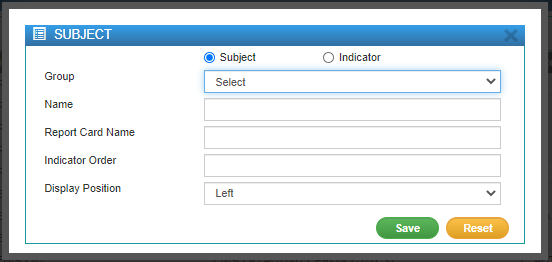 SUBJECT
Subject Indicator
Group Select
Name
Report Card Name
Indicator Order
Display Position Left
Save Reset